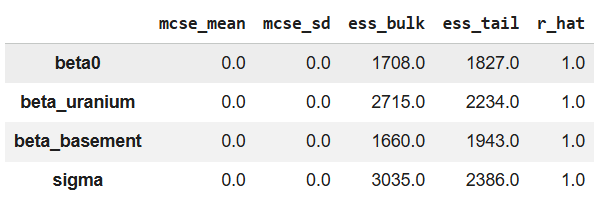 mcse_mean mcse_sd ess_bulk ess_tail r_hat
beta0 0.0 0.0 1708.0 1827.0 1.0
beta_uranium 0.0 0.0 2715.0 2234.0 1.0
beta_basement 0.0 0.0 1660.0 1943.0 1.0
sigma 0.0 0.0 3035.0 2386.0 1.0